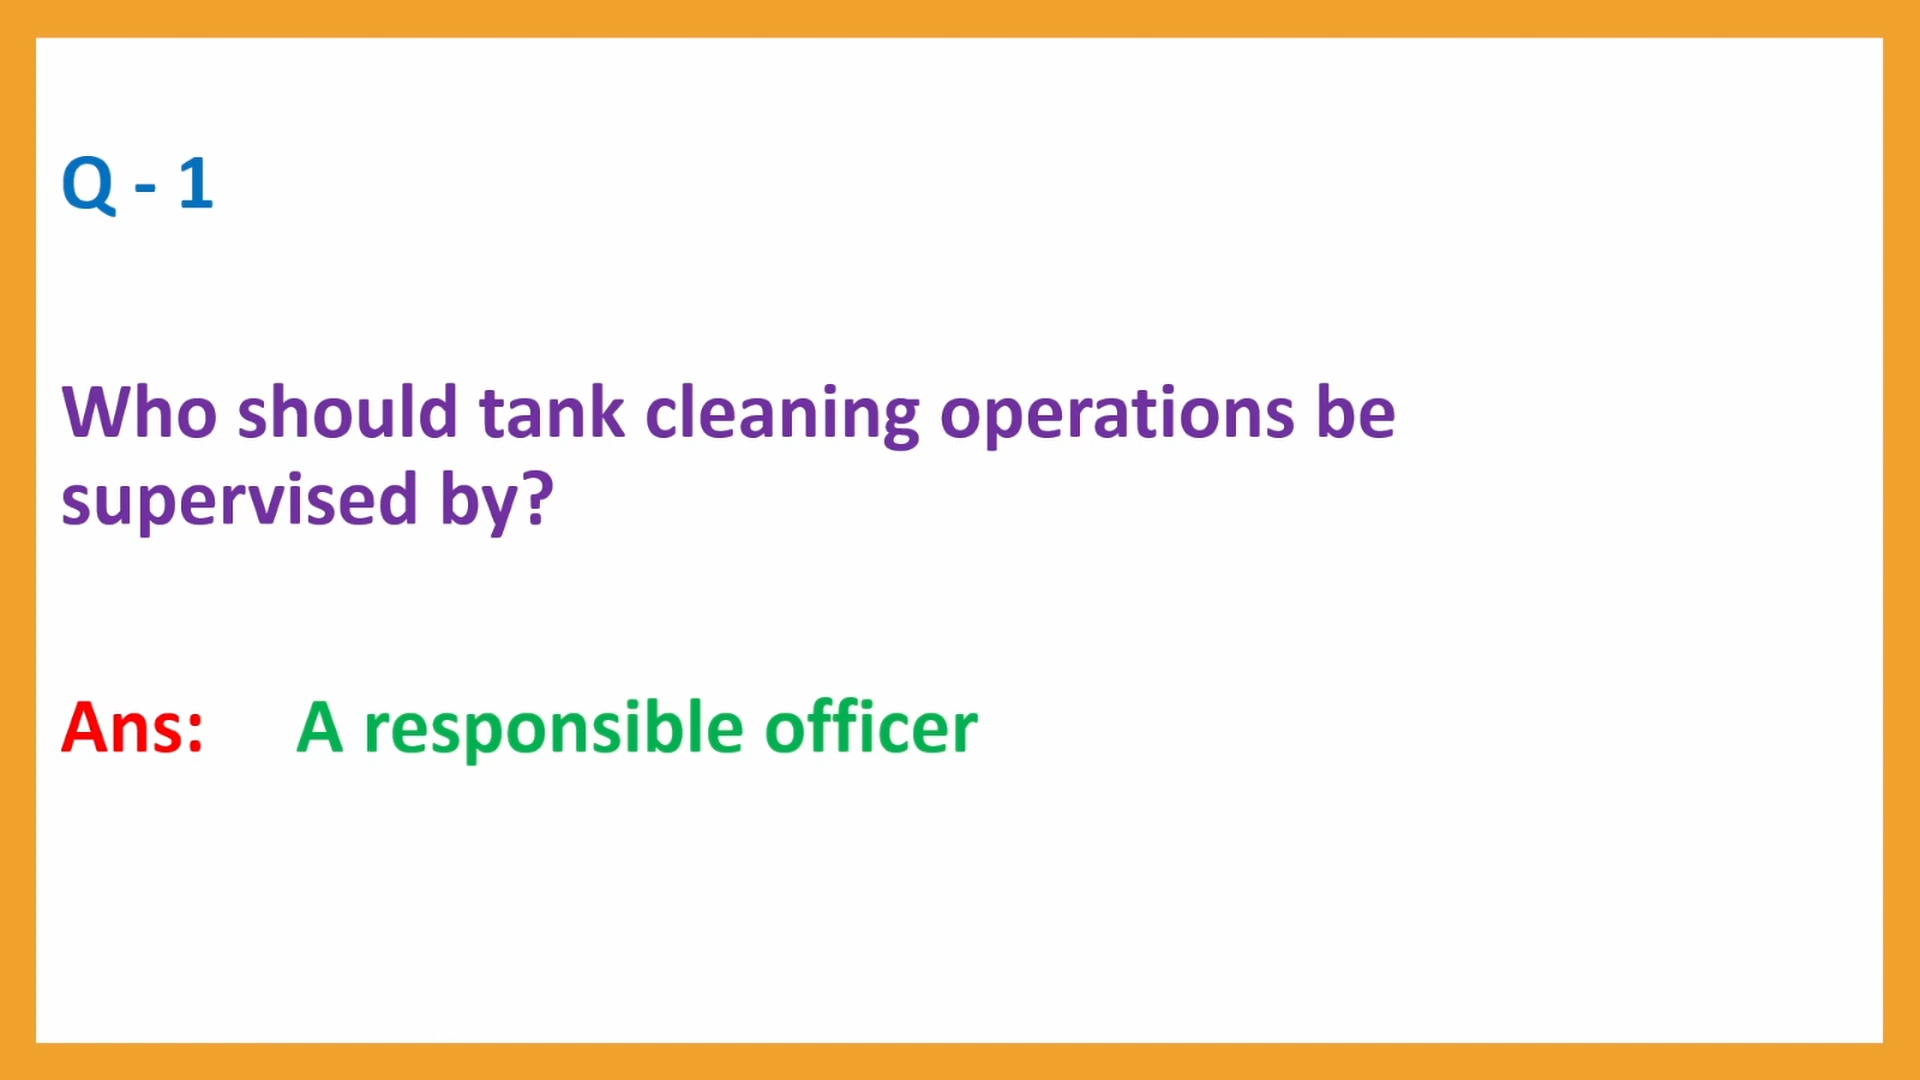 Q - 1
Who should tank cleaning operations be
supervised by?
Ans: A responsible officer